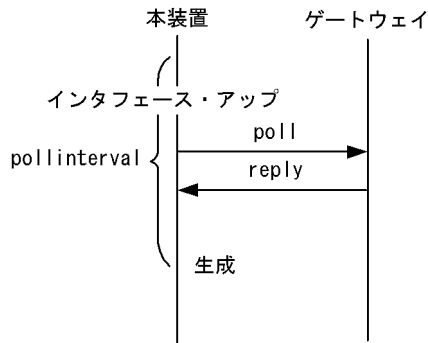 本装置
ゲートウェイ
インタフェース・アップ
poll
pollinterval
reply
生成